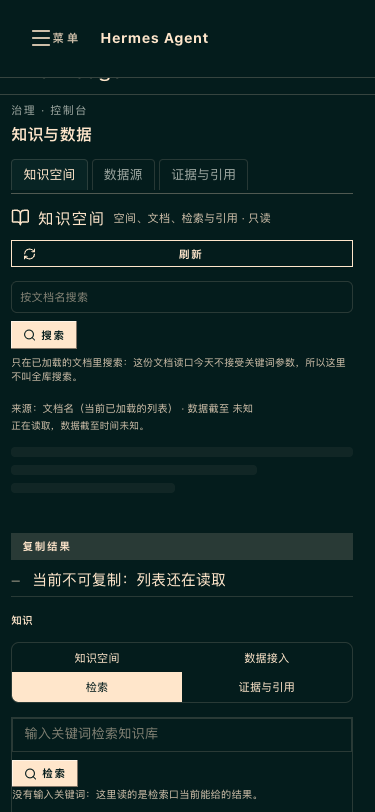 菜单
Hermes Agent
治理 · 控制台
知识与数据
知识空间
数据源
证据与引用
知识空间
空间、文档、检索与引用 · 只读
刷新
按文档名搜索
搜索
只在已加载的文档里搜索：这份文档读口今天不接受关键词参数，所以这里
不叫全库搜索。
来源：文档名（当前已加载的列表） · 数据截至 未知
正在读取，数据截至时间未知。
复制结果
— 当前不可复制：列表还在读取
知识
知识空间
数据接入
检索
证据与引用
输入关键词检索知识库
检索
没有输入关键词：这里读的是检索口当前能给的结果。